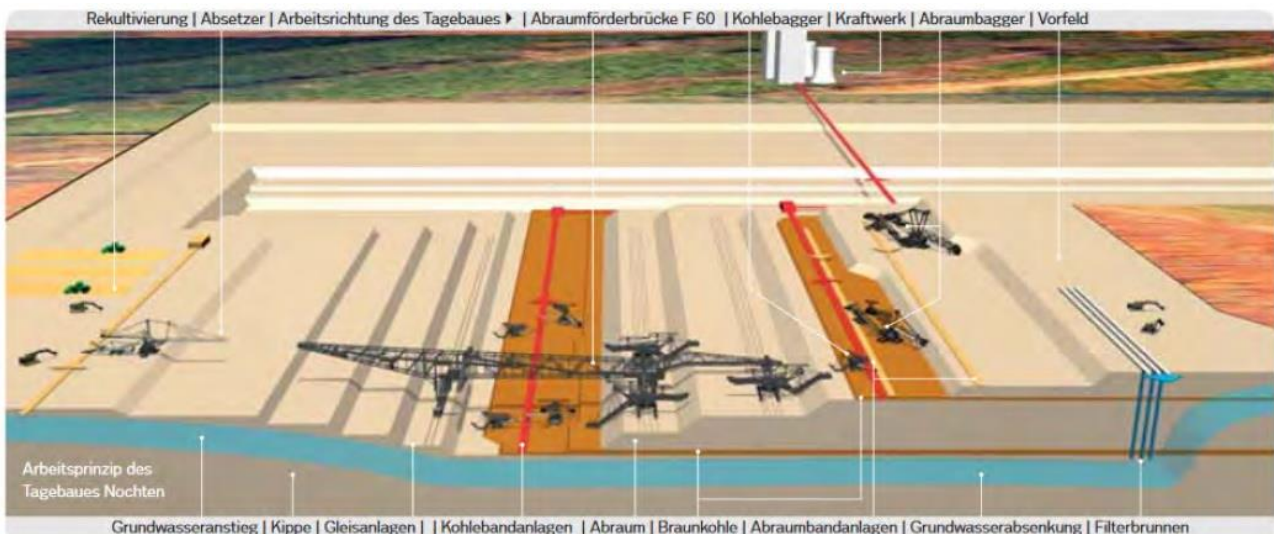 Rekultivierung | Absetzer | Arbeitsrichtung des Tagebaues ▶ | Abraumförderbrücke F 60 | Kohlebagger | Kraftwerk | Abraumbagger | Vorfeld
Arbeitsprinzip des
Tagebaues Nochten
Grundwasseranstieg | Kippe | Gleisanlagen | | Kohlebandanlagen | Abraum | Braunkohle | Abraumbandanlagen | Grundwasserabsenkung | Filterbrunnen